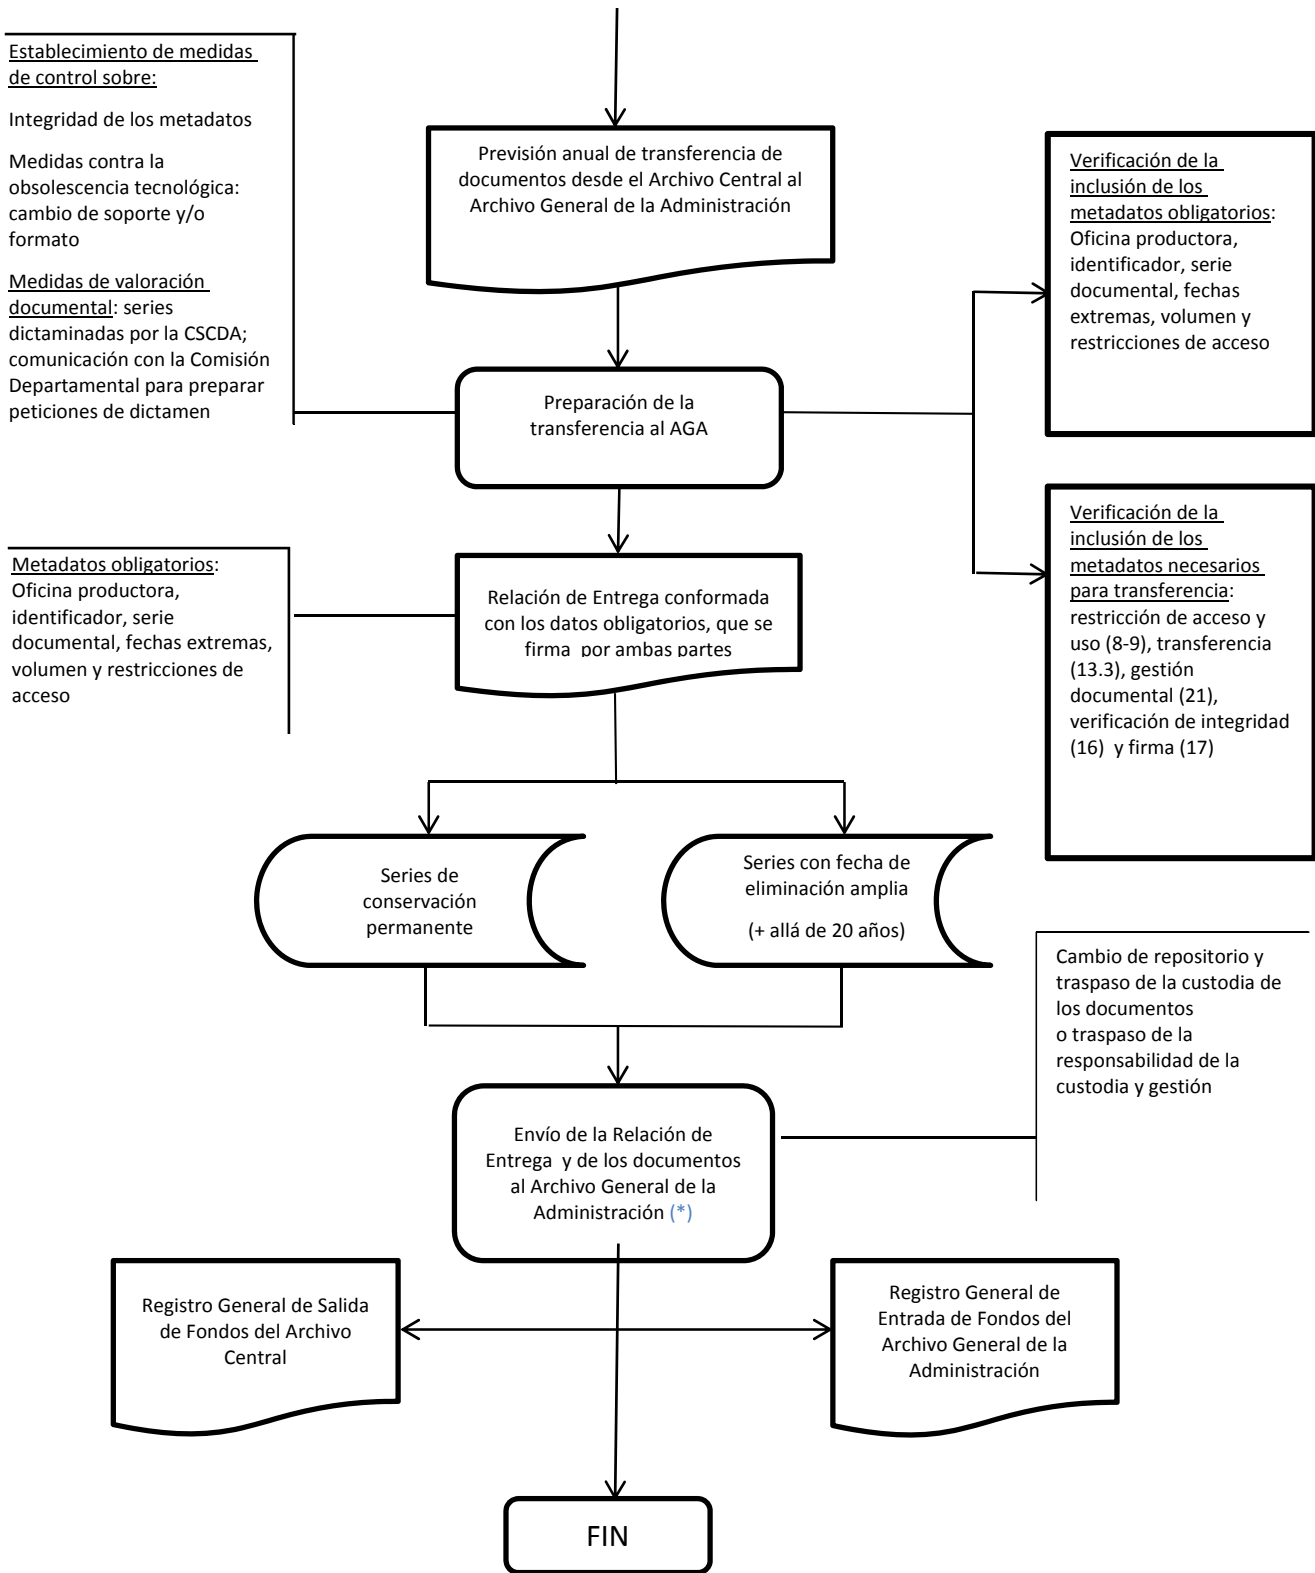 Establecimiento de medidas
de control sobre:
Integridad de los metadatos
Medidas contra la
obsolescencia tecnológica:
cambio de soporte y/o
formato
Medidas de valoración
documental: series
dictaminadas por la CSCDA;
comunicación con la Comisión
Departamental para preparar
peticiones de dictamen
Previsión anual de transferencia de
documentos desde el Archivo Central al
Archivo General de la Administración
Verificación de la
inclusión de los
metadatos obligatorios:
Oficina productora,
identificador, serie
documental, fechas
extremas, volumen y
restricciones de acceso
Preparación de la
transferencia al AGA
Verificación de la
inclusión de los
metadatos necesarios
para transferencia:
restricción de acceso y
uso (8-9), transferencia
(13.3), gestión
documental (21),
verificación de integridad
(16) y firma (17)
Metadatos obligatorios:
Oficina productora,
identificador, serie
documental, fechas extremas,
volumen y restricciones de
acceso
Relación de Entrega conformada
con los datos obligatorios, que se
firma por ambas partes
Series de
conservación
permanente
Series con fecha de
eliminación amplia
(+ allá de 20 años)
Cambio de repositorio y
traspaso de la custodia de
los documentos
o traspaso de la
responsabilidad de la
custodia y gestión
Envío de la Relación de
Entrega y de los documentos
al Archivo General de la
Administración (*)
Registro General de Salida
de Fondos del Archivo
Central
Registro General de
Entrada de Fondos del
Archivo General de la
Administración
FIN